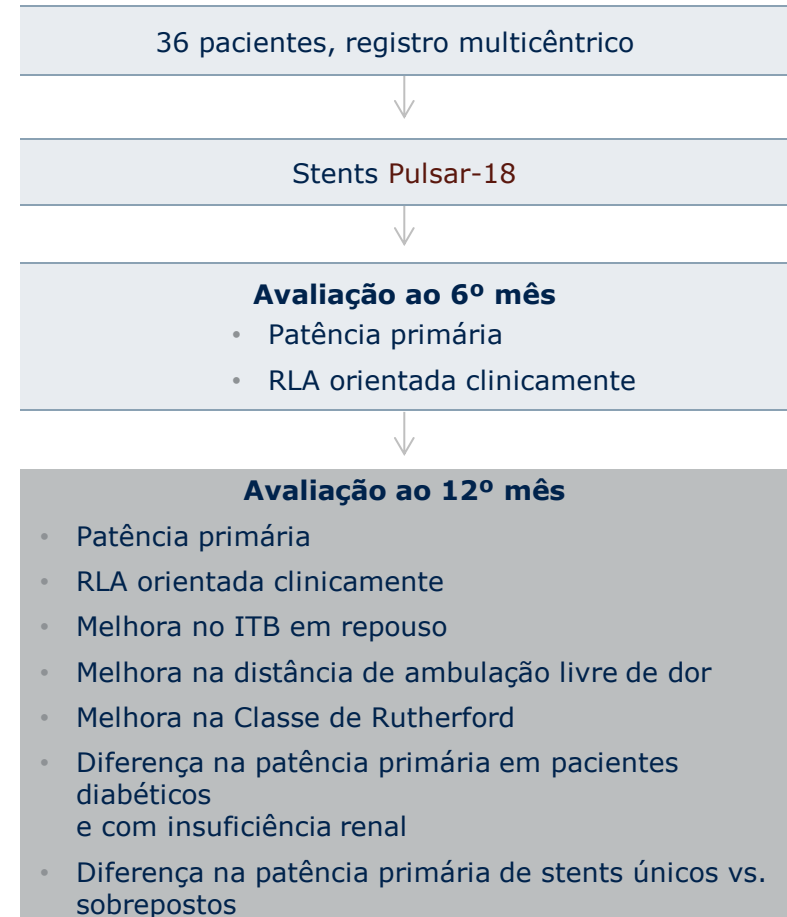 36 pacientes, registro multicêntrico
Stents Pulsar-18
Avaliação ao 6º mês
• Patência primária
• RLA orientada clinicamente
Avaliação ao 12º mês
• Patência primária
• RLA orientada clinicamente
• Melhora no ITB em repouso
• Melhora na distância de ambulação livre de dor
• Melhora na Classe de Rutherford
• Diferença na patência primária em pacientes
diabéticos
e com insuficiência renal
• Diferença na patência primária de stents únicos vs.
sobrepostos